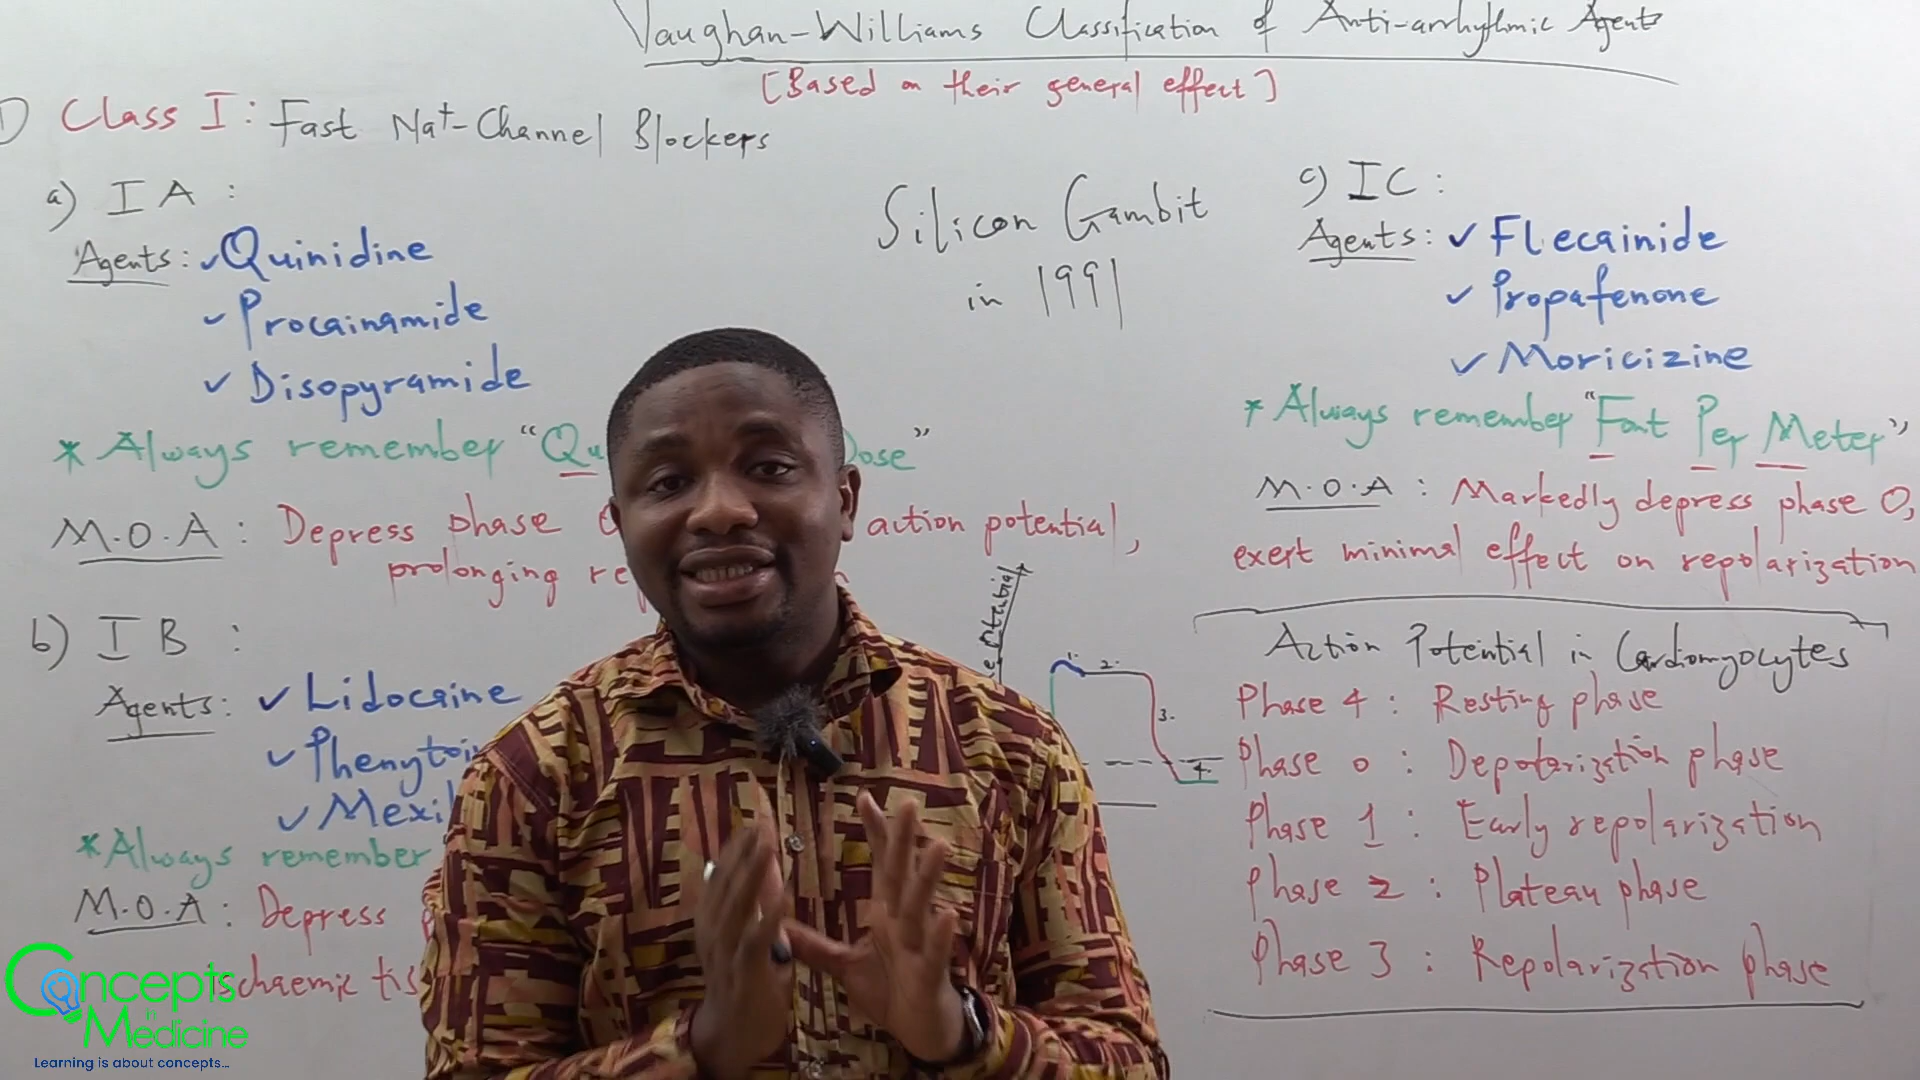 Vaughan-Williams Classification of Anti-arrhythmic Agents
[Based on their general effect]
1) Class I: Fast Na+-Channel Blockers
a) IA :
Agents: ✓Quinidine
✓ Procainamide
✓ Disopyramide
* Always remember "Qu Dose"
M.O.A : Depress phase action potential,
prolonging re
b) IB :
Agents: ✓ Lidocaine
✓ Phenytoi
✓ Mexil
*Always remember
M.O.A : Depress
ischaemic tis
Silicon Gambit
in 1991
c) IC :
Agents: ✓ Flecainide
✓ Propafenone
✓ Moricizine
* Always remember "Font Per Meter"
M.O.A : Markedly depress phase 0,
exert minimal effect on repolarization
1.
2.
3.
4.
Action Potential in Cardiomyocytes
Phase 4 : Resting phase
Phase 0 : Depolarization phase
Phase 1 : Early repolarization
Phase 2 : Plateau phase
Phase 3 : Repolarization phase
Concepts
in
Medicine
Learning is about concepts...